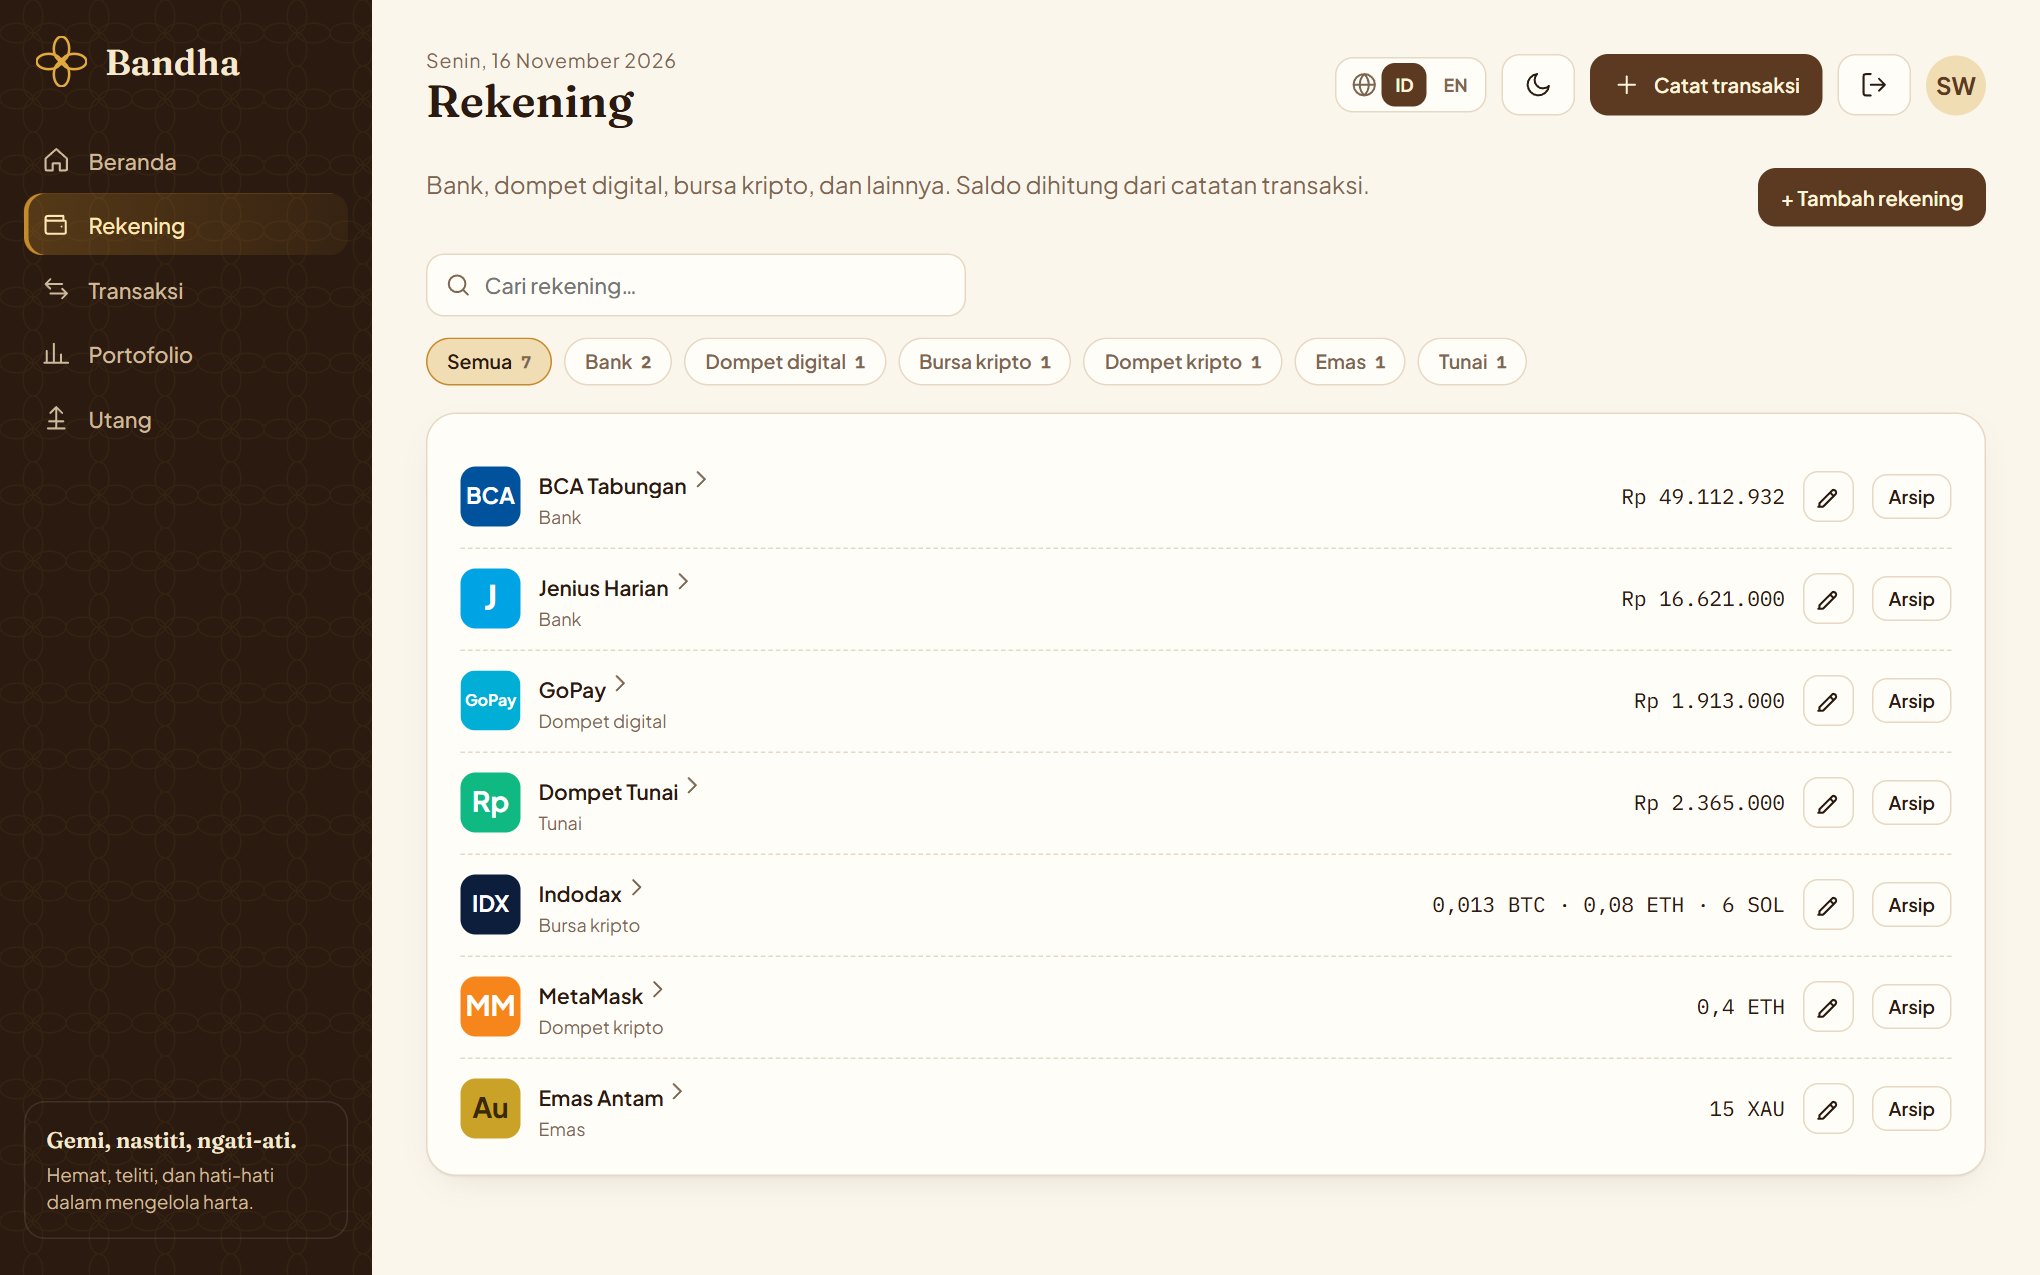 Bandha
Beranda
Rekening
Transaksi
Portofolio
Utang
Gemi, nastiti, ngati-ati.
Hemat, teliti, dan hati-hati
dalam mengelola harta.
Senin, 16 November 2026
Rekening
ID EN
Catat transaksi
SW
Bank, dompet digital, bursa kripto, dan lainnya. Saldo dihitung dari catatan transaksi.
+ Tambah rekening
Cari rekening...
Semua 7 Bank 2 Dompet digital 1 Bursa kripto 1 Dompet kripto 1 Emas 1 Tunai 1
BCA BCA Tabungan Rp 49.112.932 Arsip
Bank
J Jenius Harian Rp 16.621.000 Arsip
Bank
GoPay GoPay Rp 1.913.000 Arsip
Dompet digital
Rp Dompet Tunai Rp 2.365.000 Arsip
Tunai
IDX Indodax 0,013 BTC · 0,08 ETH · 6 SOL Arsip
Bursa kripto
MM MetaMask 0,4 ETH Arsip
Dompet kripto
Au Emas Antam 15 XAU Arsip
Emas